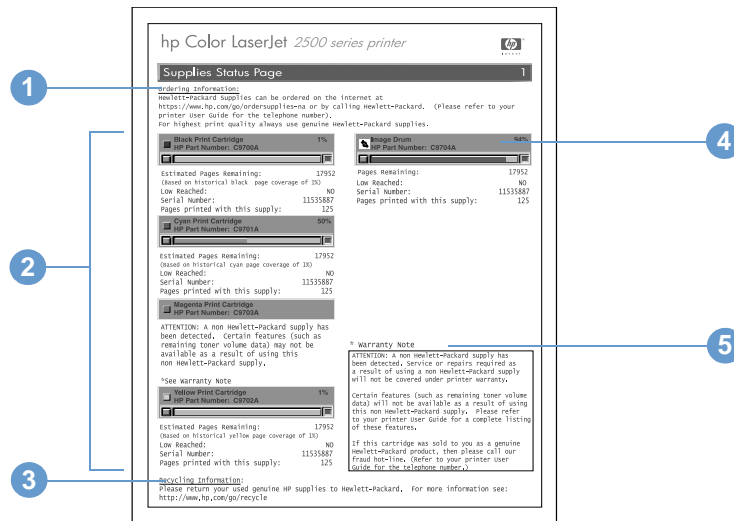 hp Color LaserJet 2500 series printer
hp
Supplies Status Page 1
1
Ordering Information:
Hewlett-Packard supplies can be ordered on the internet at
https://www.hp.com/go/ordersupplies-na or by calling Hewlett-Packard. (Please refer to your
printer User Guide for the telephone number).
For highest print quality always use genuine Hewlett-Packard supplies.
2
Black Print Cartridge 1%
HP Part Number: C9700A
Estimated Pages Remaining: 17952
(Based on historical black page coverage of 1%)
Low Reached: NO
Serial Number: 11535887
Pages printed with this supply: 125
Cyan Print Cartridge 50%
HP Part Number: C9701A
Estimated Pages Remaining: 17952
(Based on historical cyan page coverage of 1%)
Low Reached: NO
Serial Number: 11535887
Pages printed with this supply: 125
Magenta Print Cartridge
HP Part Number: C9703A
ATTENTION: A non Hewlett-Packard supply has
been detected. Certain features (such as
remaining toner volume data) may not be
available as a result of using this
non Hewlett-Packard supply.
*See Warranty Note
Yellow Print Cartridge 1%
HP Part Number: C9702A
Estimated Pages Remaining: 17952
(Based on historical yellow page coverage of 1%)
Low Reached: NO
Serial Number: 11535887
Pages printed with this supply: 125
4
Image Drum 94%
HP Part Number: C9704A
Pages Remaining: 17952
Low Reached: NO
Serial Number: 11535887
Pages printed with this supply: 125
5
* Warranty Note
ATTENTION: A non Hewlett-Packard supply has
been detected. Service or repairs required as
a result of using a non Hewlett-Packard supply
will not be covered under printer warranty.
Certain features (such as remaining toner volume
data) will not be available as a result of using
this non Hewlett-Packard supply. Please refer
to your printer User Guide for a complete listing
of these features.
If this cartridge was sold to you as a genuine
Hewlett-Packard product, then please call our
fraud hot-line. (Refer to your printer User
Guide for the telephone number.)
3
Recycling Information:
Please return your used genuine HP supplies to Hewlett-Packard. For more information see:
http://www.hp.com/go/recycle